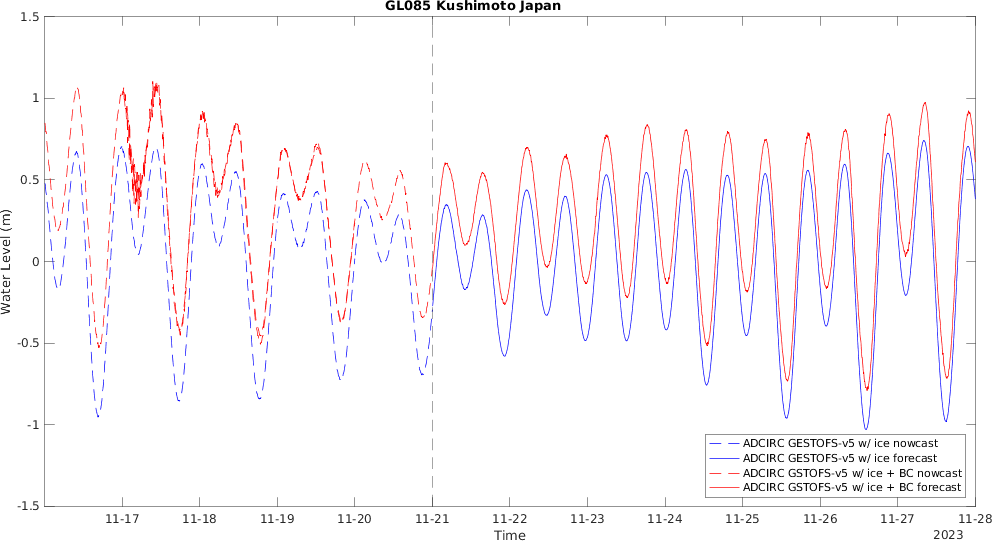 GL085 Kushimoto Japan
1.5
1
0.5
0
-0.5
-1
-1.5
Water Level (m)
ADCIRC GESTOFS-v5 w/ ice nowcast
ADCIRC GESTOFS-v5 w/ ice forecast
ADCIRC GSTOFS-v5 w/ ice + BC nowcast
ADCIRC GSTOFS-v5 w/ ice + BC forecast
11-17 11-18 11-19 11-20 11-21 11-22 11-23 11-24 11-25 11-26 11-27 11-28
Time
2023